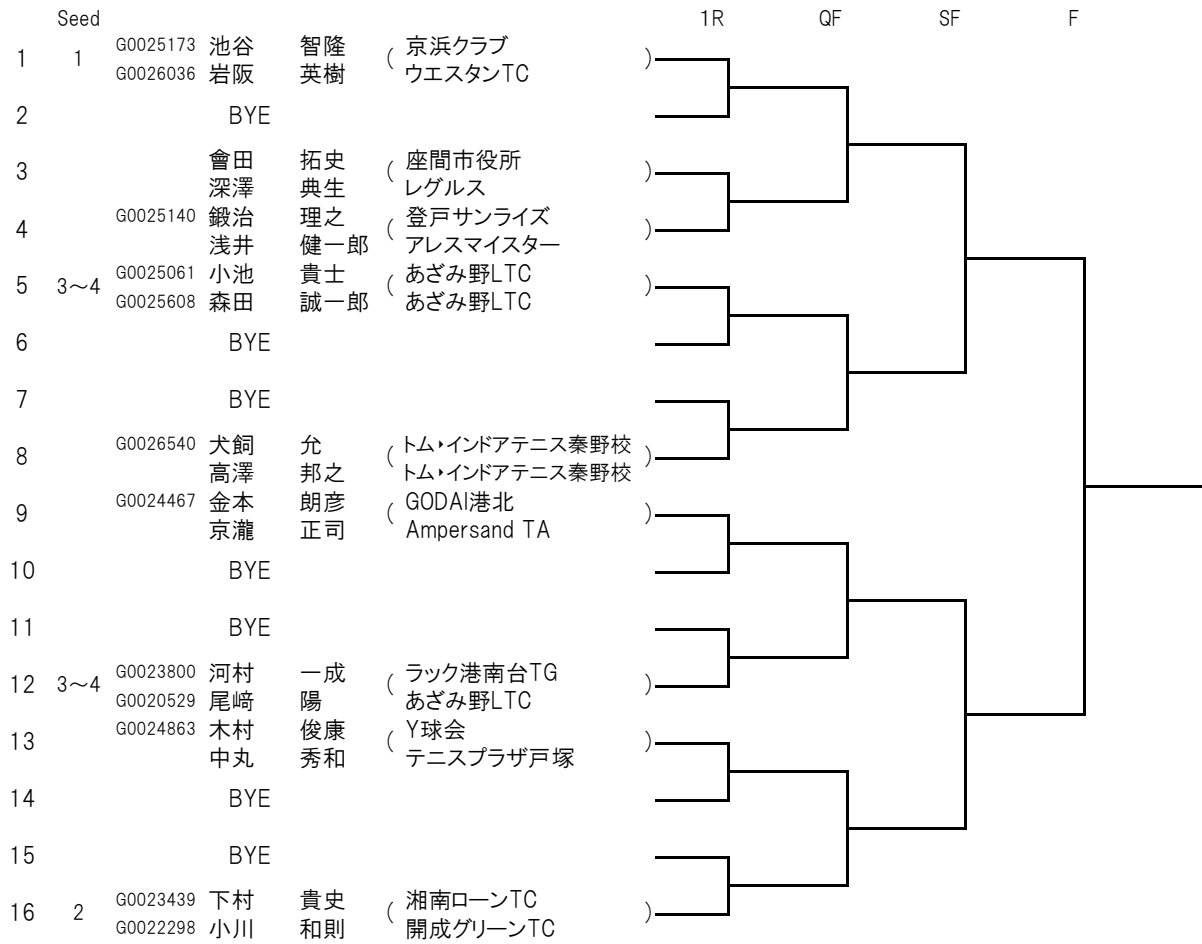 Seed 1R QF SF F
1 1 G0025173 池谷 智隆 ( 京浜クラブ )
G0026036 岩阪 英樹 ウエスタンTC
2 BYE
3 會田 拓史 ( 座間市役所 )
深澤 典生 レグルス
4 G0025140 鍛治 理之 ( 登戸サンライズ )
浅井 健一郎 アレスマイスター
5 3～4 G0025061 小池 貴士 ( あざみ野LTC )
G0025608 森田 誠一郎 あざみ野LTC
6 BYE
7 BYE
8 G0026540 犬飼 允 ( トム・インドアテニス秦野校 )
高澤 邦之 トム・インドアテニス秦野校
9 G0024467 金本 朗彦 ( GODAI港北 )
京瀧 正司 Ampersand TA
10 BYE
11 BYE
12 3～4 G0023800 河村 一成 ( ラック港南台TG )
G0020529 尾﨑 陽 あざみ野LTC
13 G0024863 木村 俊康 ( Y球会 )
中丸 秀和 テニスプラザ戸塚
14 BYE
15 BYE
16 2 G0023439 下村 貴史 ( 湘南ローンTC )
G0022298 小川 和則 開成グリーンTC